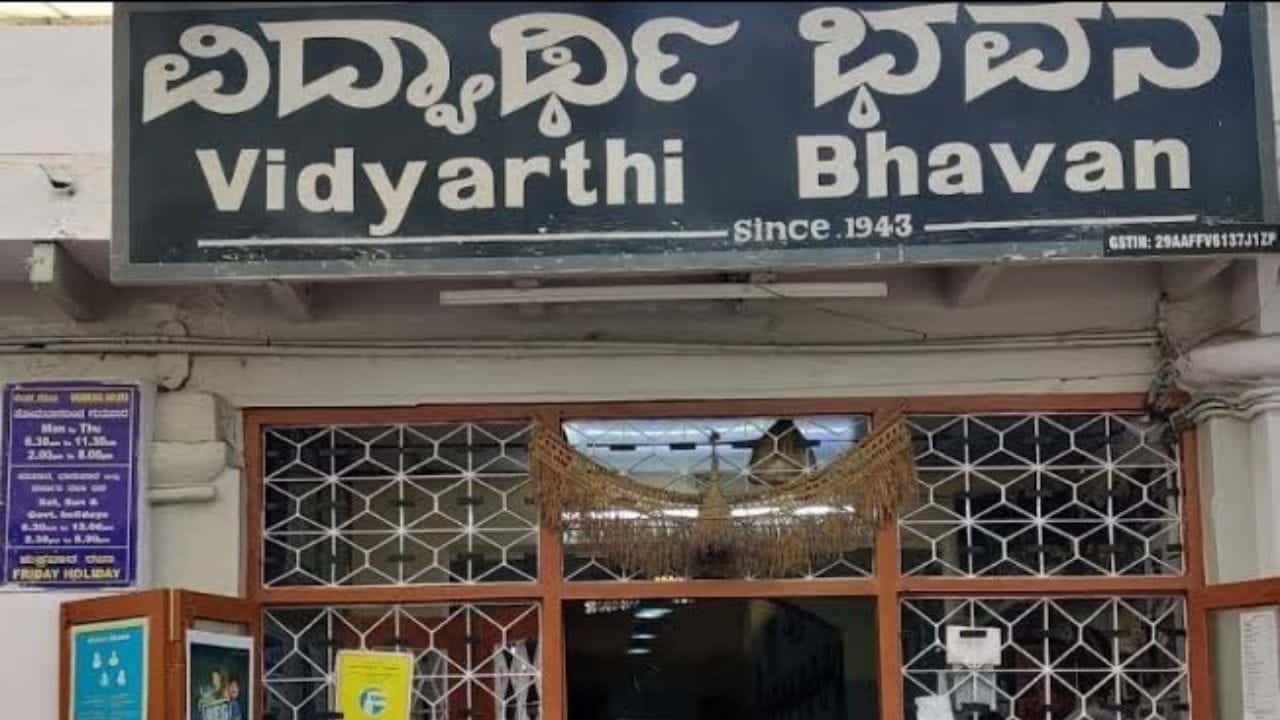 ವಿದ್ಯಾರ್ಥಿ ಭವನ
Vidyarthi Bhavan
since 1943
GSTIN: 29AAFFV6137J1ZP
Mon to Thu
6.30am to 11.30am
2.00pm to 8.00pm
Sat, Sun &
Govt. holidays
6.30am to 12.00pm
2.30pm to 8.00pm
FRIDAY HOLIDAY